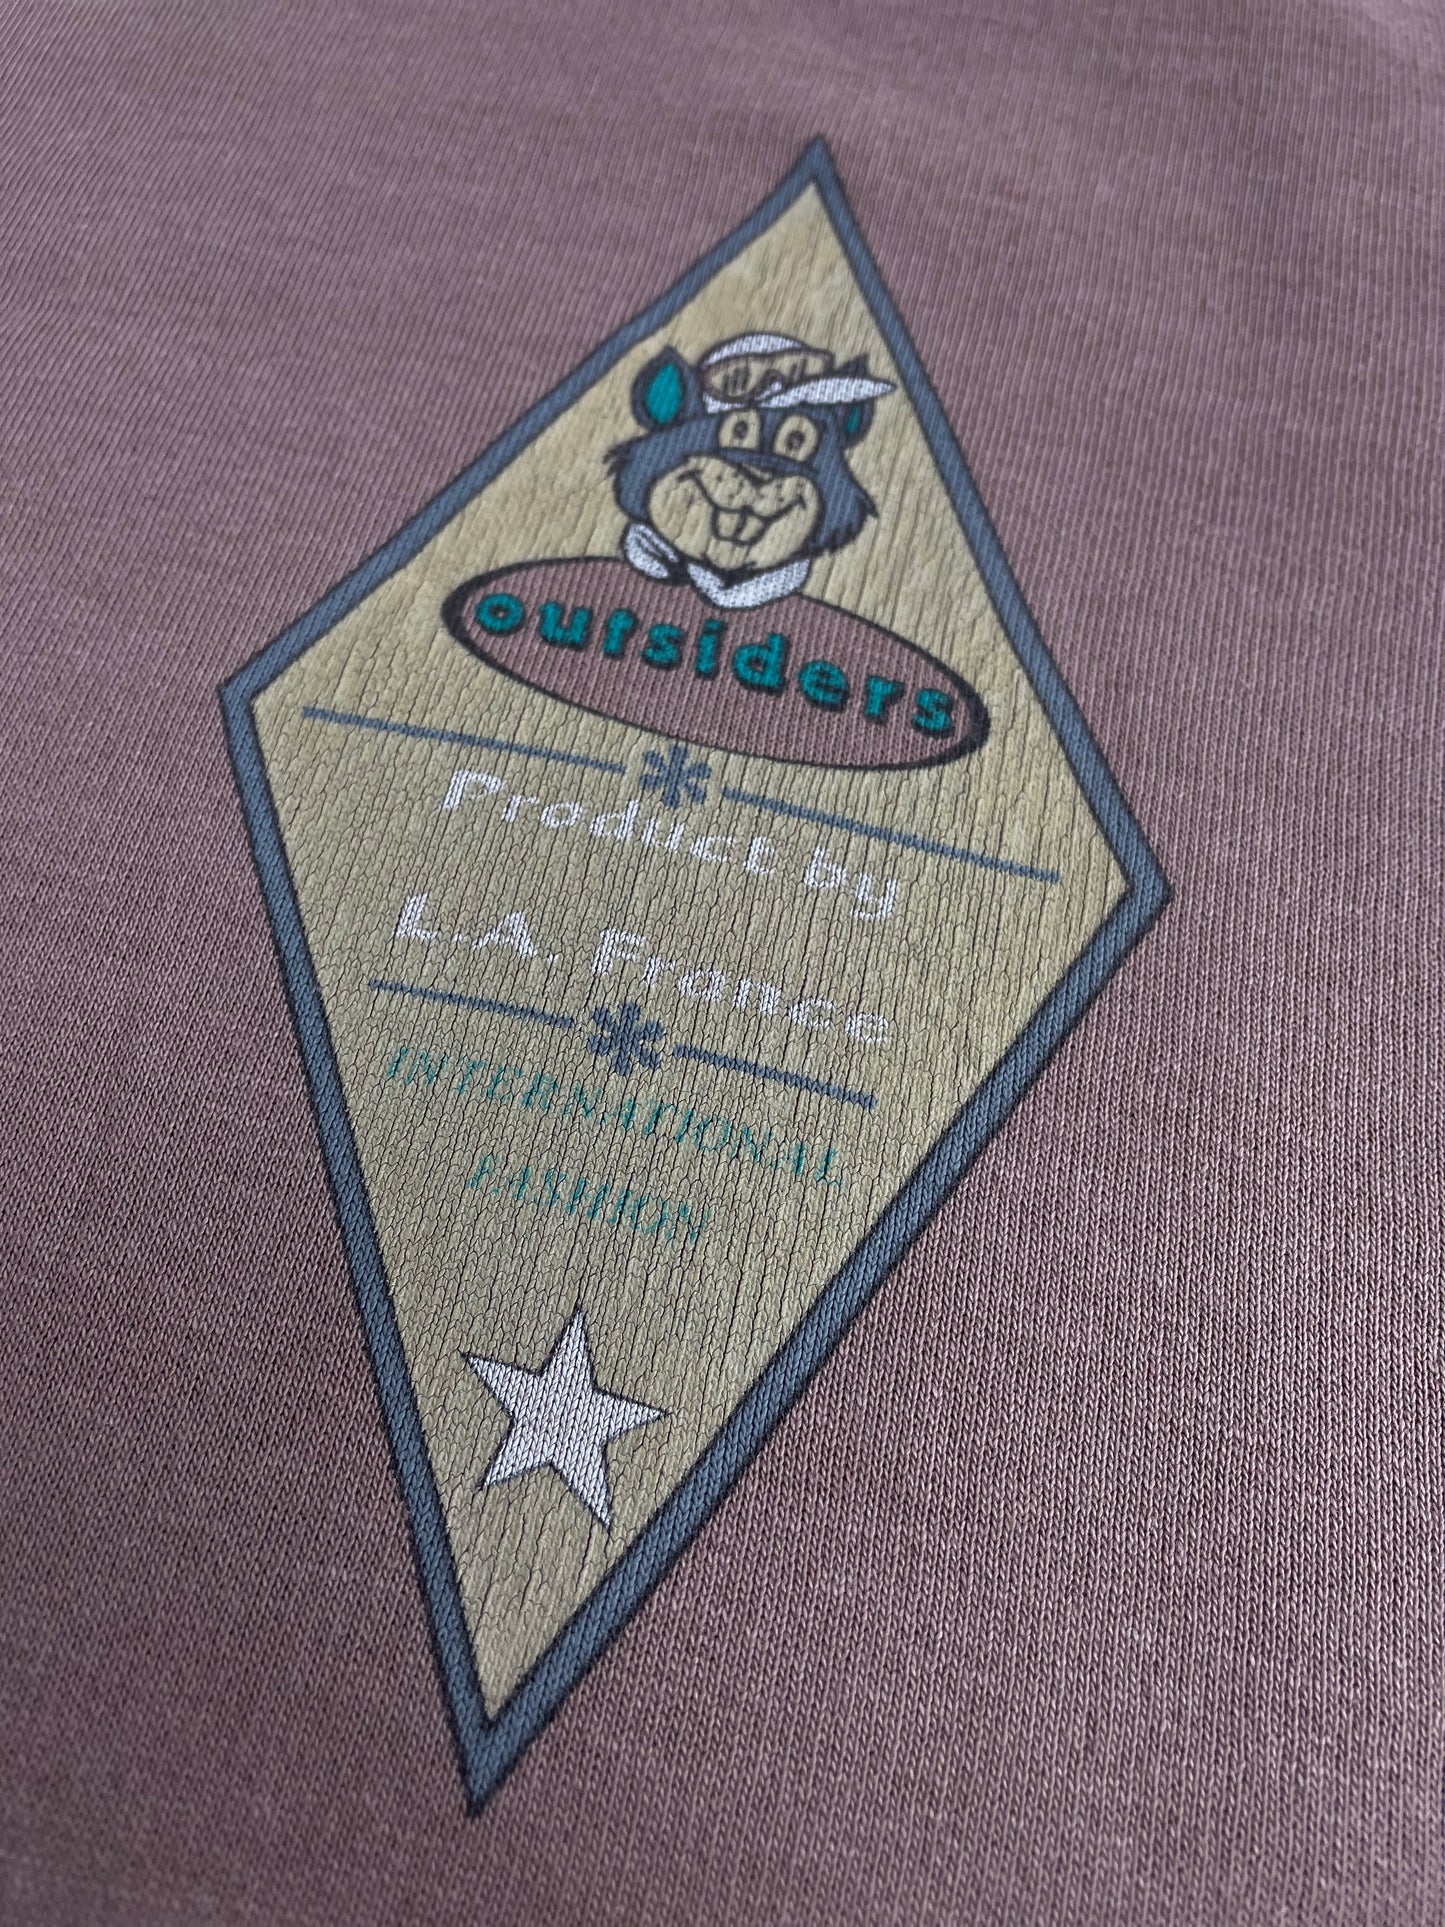 outsiders
Product by
L.A. France
INTERNATIONAL
FASHION